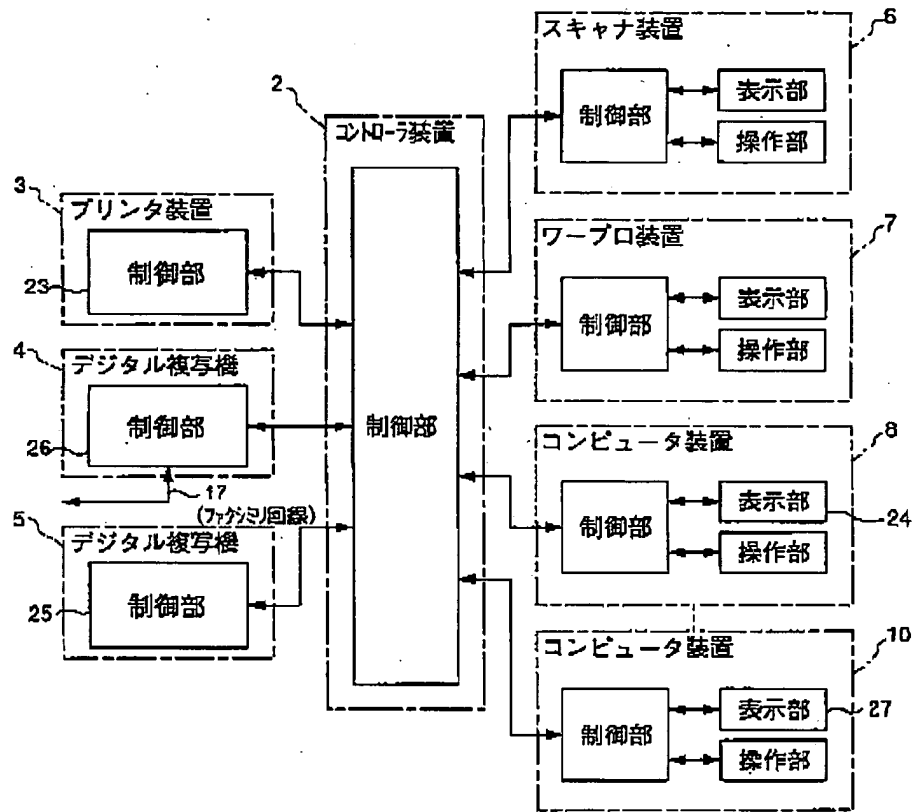 2
コントローラ装置
制御部
3
プリンタ装置
制御部
23
4
デジタル複写機
制御部
26
17
(ファクシミリ回線)
5
デジタル複写機
制御部
25
6
スキャナ装置
制御部
表示部
操作部
7
ワープロ装置
制御部
表示部
操作部
8
コンピュータ装置
制御部
表示部
24
操作部
10
コンピュータ装置
制御部
表示部
27
操作部